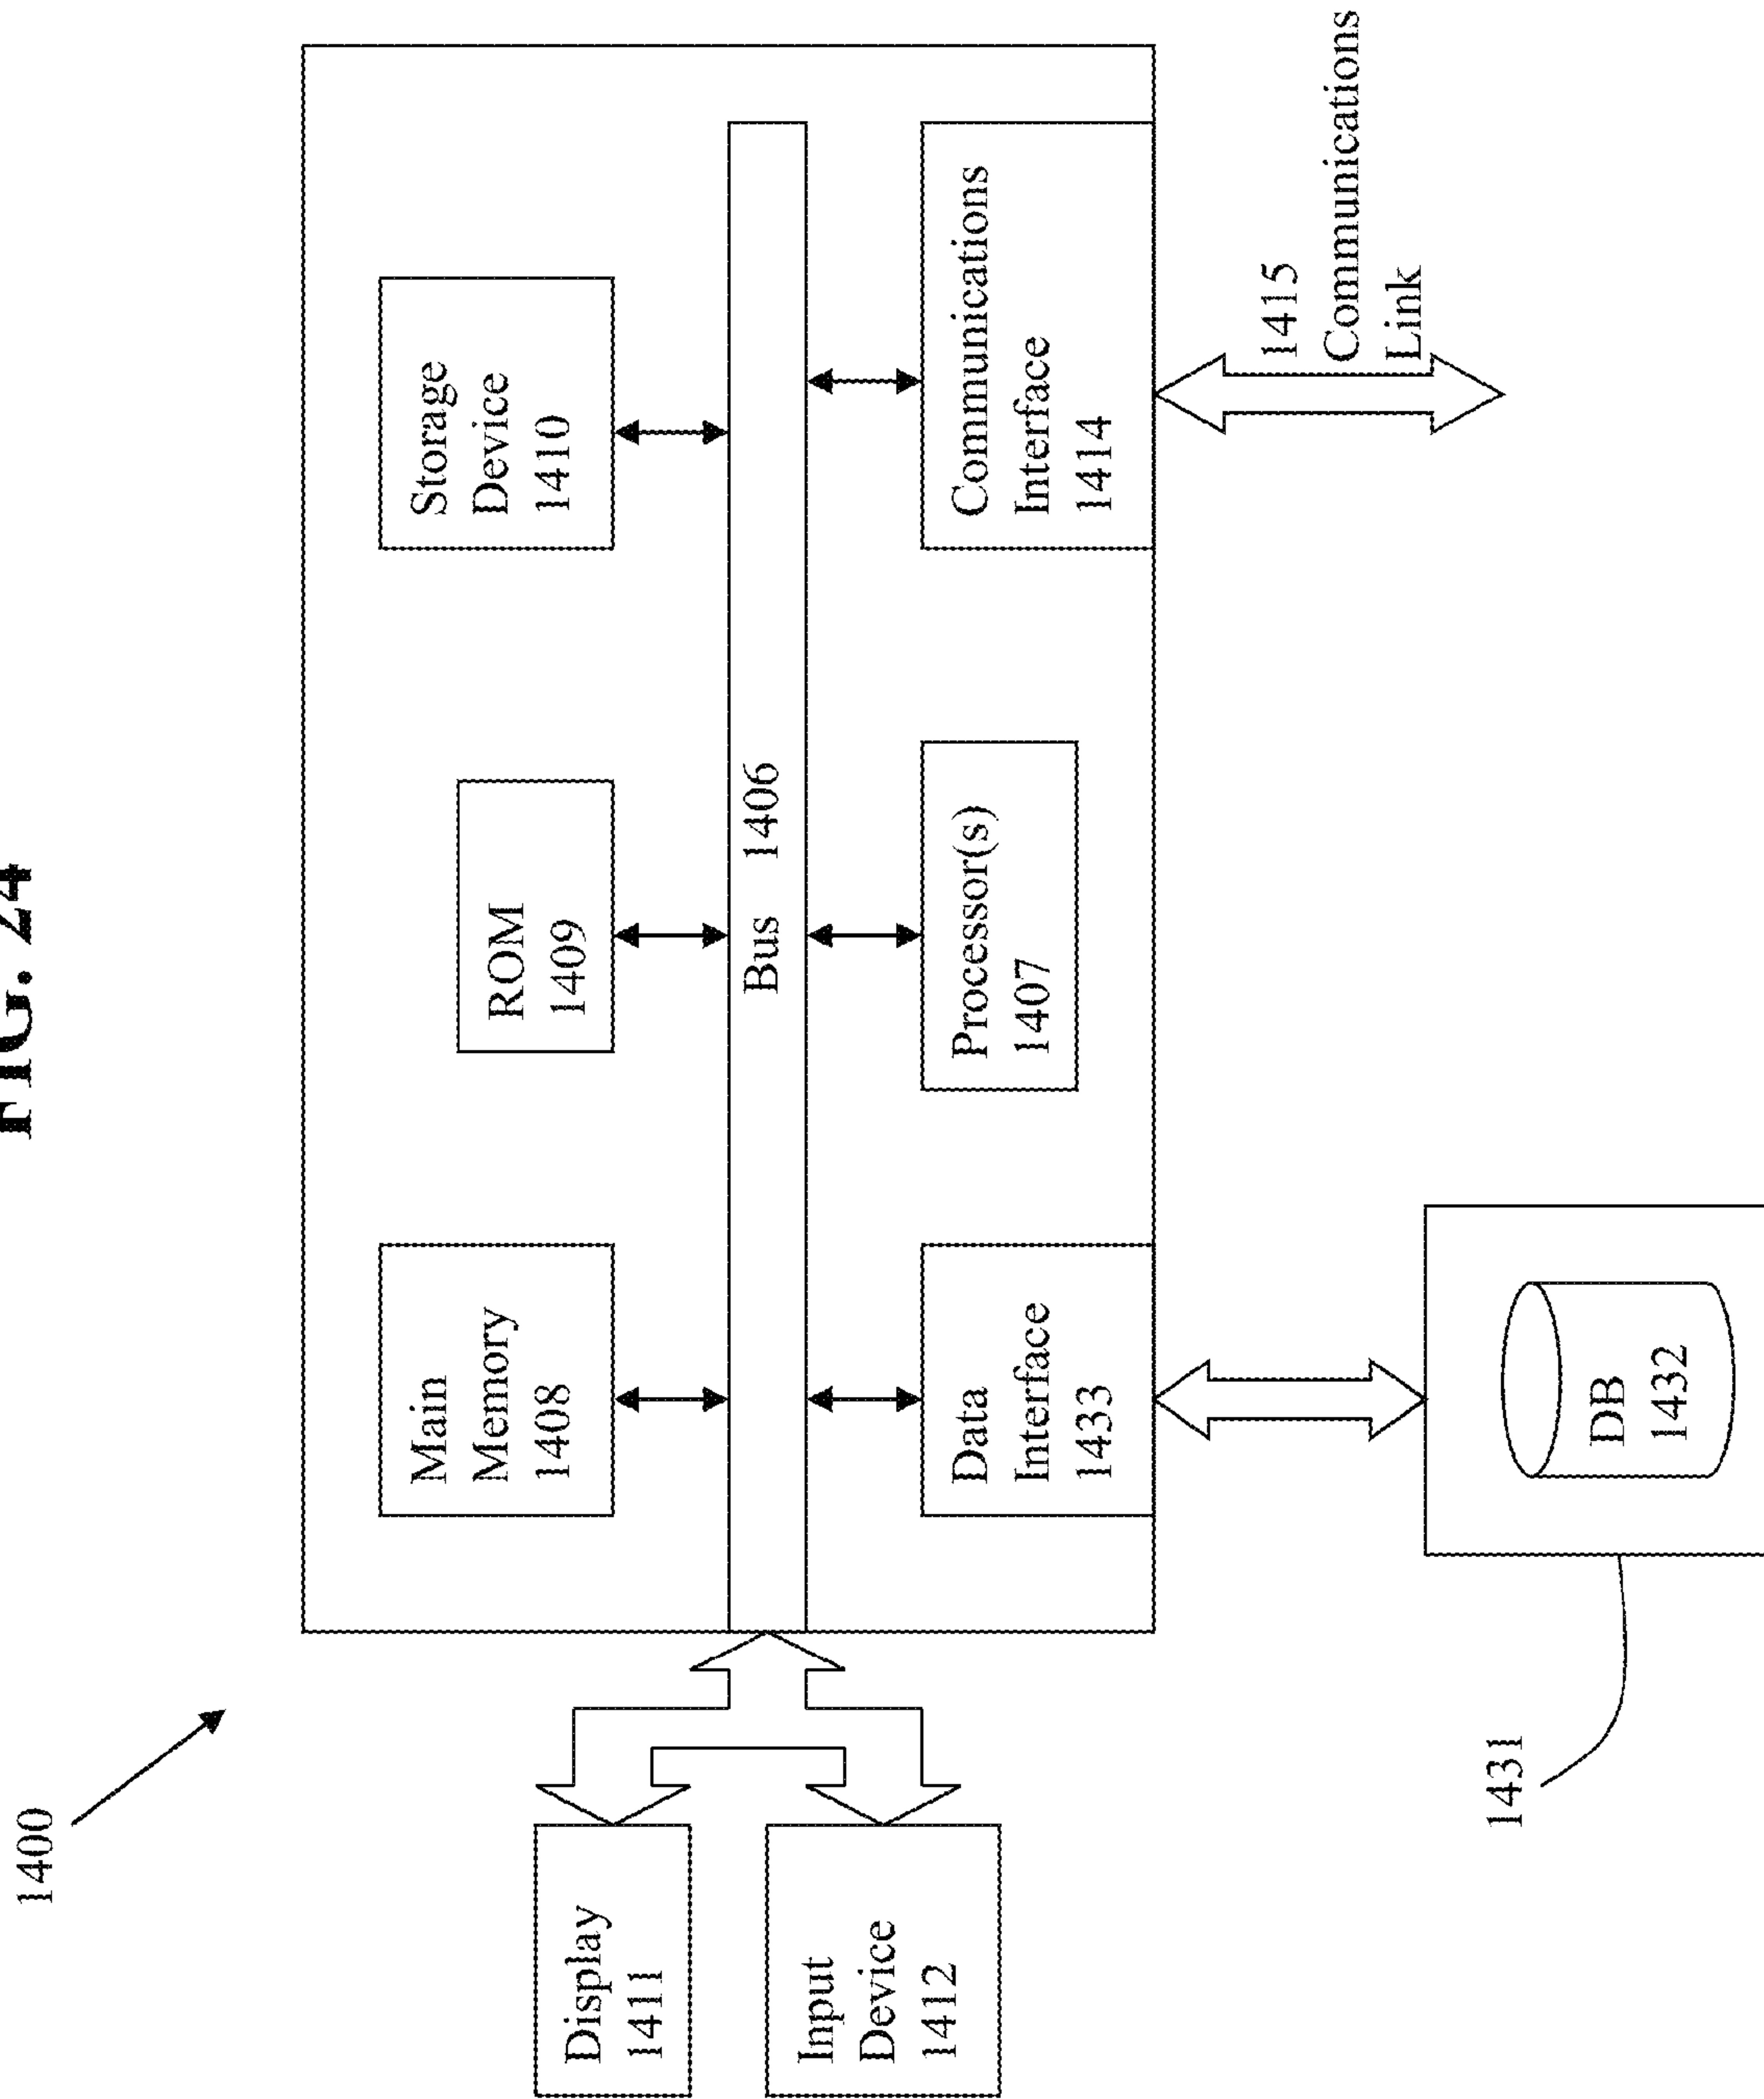 FIG. 24
1400
Main
Memory
1408
ROM
1409
Storage
Device
1410
Bus 1406
Display
1411
Input
Device
1412
Data
Interface
1433
Processor(s)
1407
Communications
Interface
1414
1415
Communications
Link
1431
DB
1432